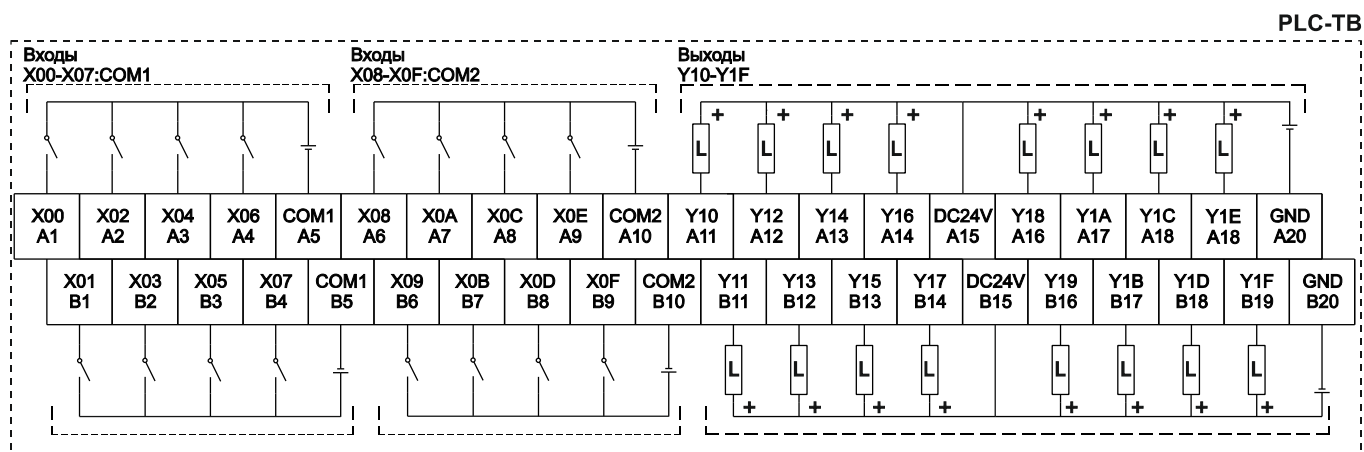 PLC-TB
Входы
X00-X07:COM1
Входы
X08-X0F:COM2
Выходы
Y10-Y1F
+ + + + + + + +
L L L L L L L L
X00 X02 X04 X06 COM1 X08 X0A X0C X0E COM2 Y10 Y12 Y14 Y16 DC24V Y18 Y1A Y1C Y1E GND
A1 A2 A3 A4 A5 A6 A7 A8 A9 A10 A11 A12 A13 A14 A15 A16 A17 A18 A18 A20
X01 X03 X05 X07 COM1 X09 X0B X0D X0F COM2 Y11 Y13 Y15 Y17 DC24V Y19 Y1B Y1D Y1F GND
B1 B2 B3 B4 B5 B6 B7 B8 B9 B10 B11 B12 B13 B14 B15 B16 B17 B18 B19 B20
L L L L L L L L
+ + + + + + + +